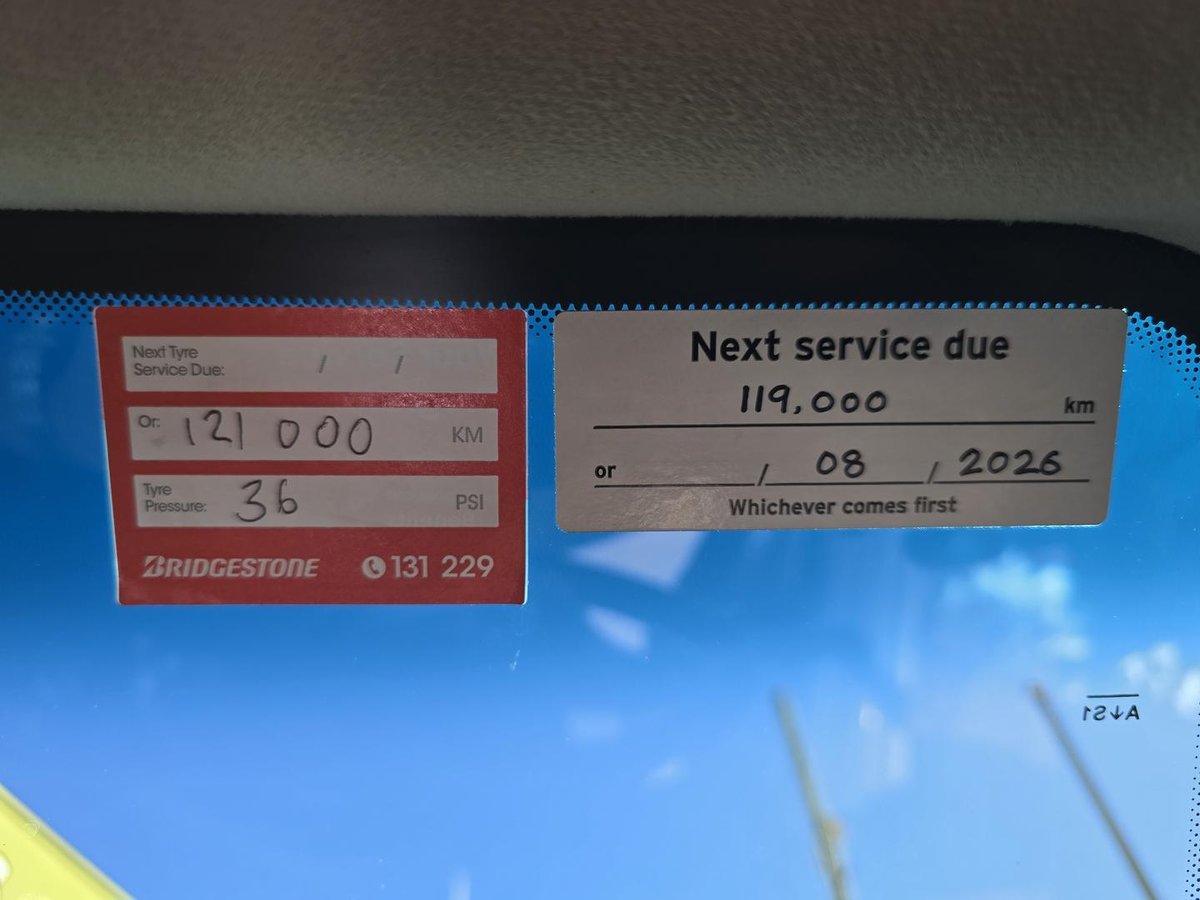 Next Tyre
Service Due: / /
Or: 121 000 KM
Tyre
Pressure: 36 PSI
BRIDGESTONE 131 229
Next service due
119,000 km
or / 08 / 2026
Whichever comes first
A↓S1